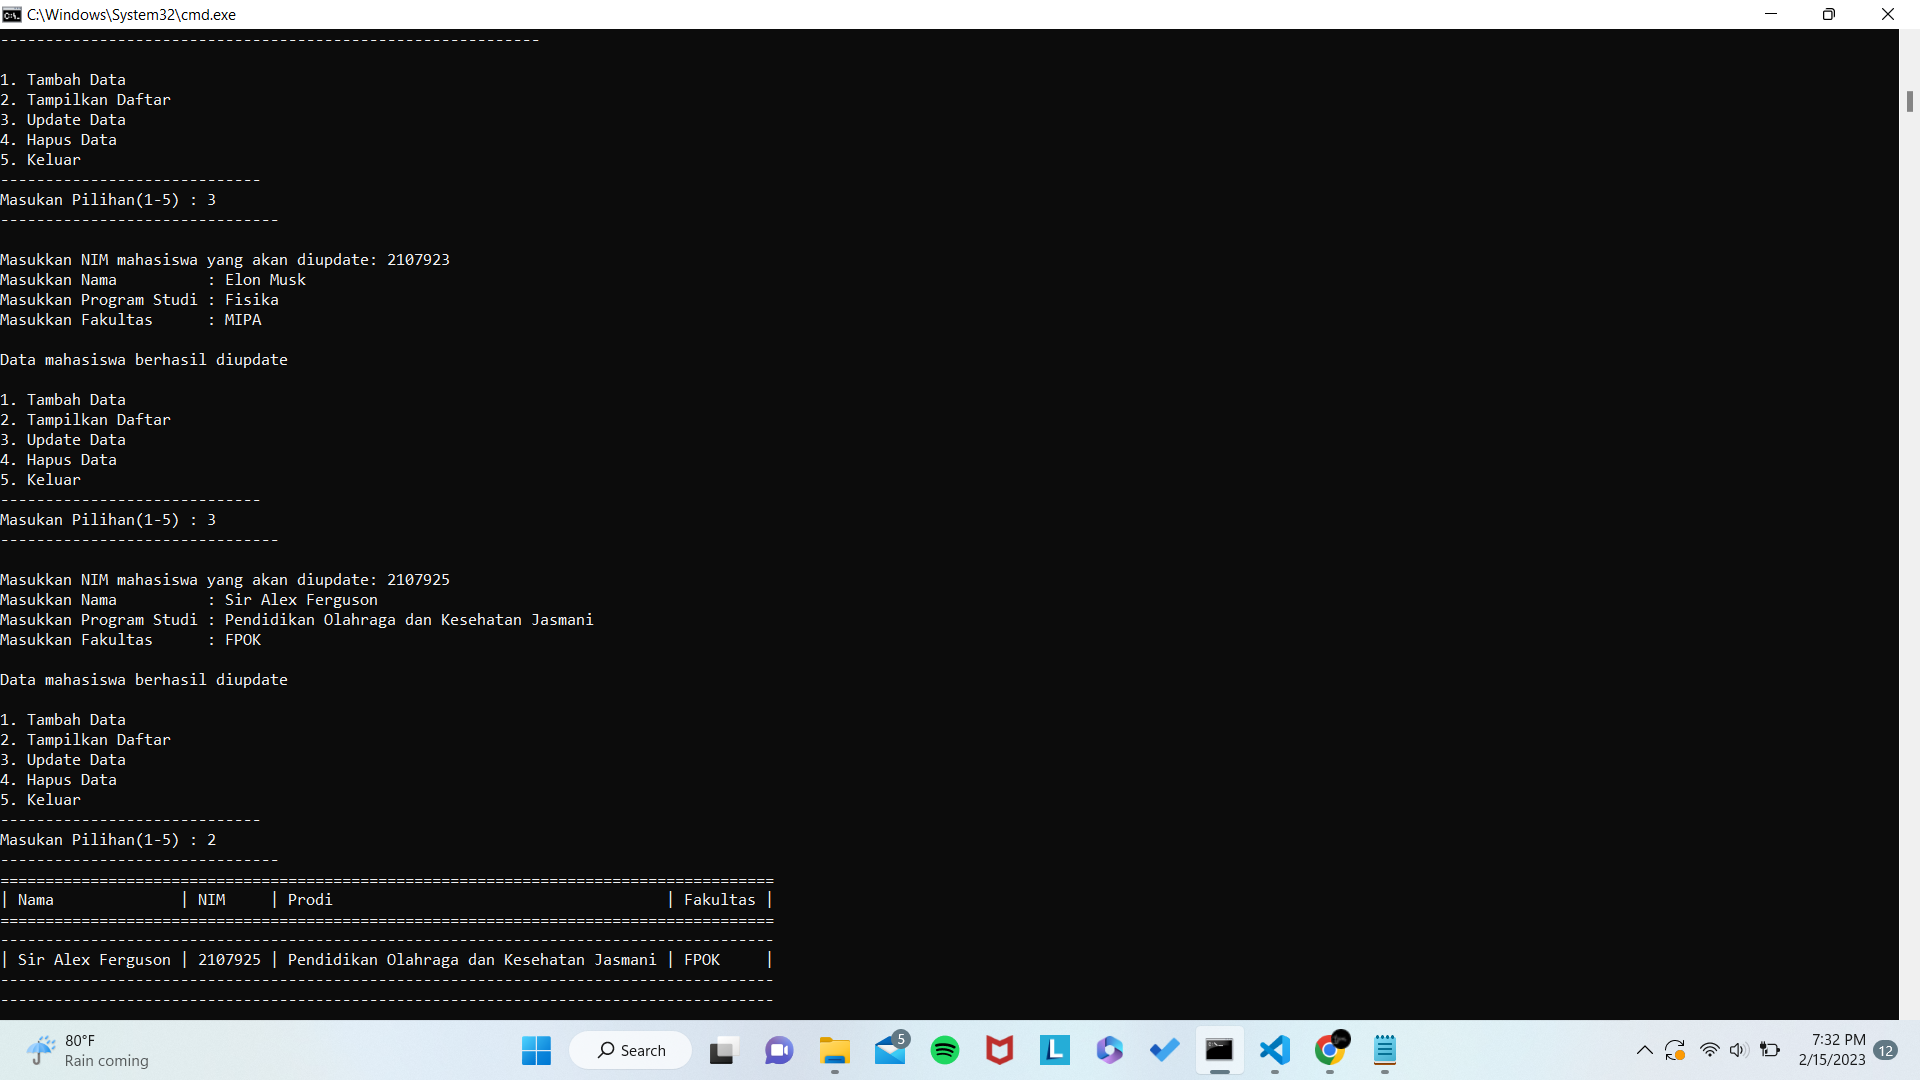 C:\Windows\System32\cmd.exe
------------------------------------------------------------
1. Tambah Data
2. Tampilkan Daftar
3. Update Data
4. Hapus Data
5. Keluar
-----------------------------
Masukan Pilihan(1-5) : 3
-------------------------------
Masukkan NIM mahasiswa yang akan diupdate: 2107923
Masukkan Nama          : Elon Musk
Masukkan Program Studi : Fisika
Masukkan Fakultas      : MIPA
Data mahasiswa berhasil diupdate
1. Tambah Data
2. Tampilkan Daftar
3. Update Data
4. Hapus Data
5. Keluar
-----------------------------
Masukan Pilihan(1-5) : 3
-------------------------------
Masukkan NIM mahasiswa yang akan diupdate: 2107925
Masukkan Nama          : Sir Alex Ferguson
Masukkan Program Studi : Pendidikan Olahraga dan Kesehatan Jasmani
Masukkan Fakultas      : FPOK
Data mahasiswa berhasil diupdate
1. Tambah Data
2. Tampilkan Daftar
3. Update Data
4. Hapus Data
5. Keluar
-----------------------------
Masukan Pilihan(1-5) : 2
-------------------------------
======================================================================================
| Nama              | NIM     | Prodi                                     | Fakultas |
======================================================================================
--------------------------------------------------------------------------------------
| Sir Alex Ferguson | 2107925 | Pendidikan Olahraga dan Kesehatan Jasmani | FPOK     |
--------------------------------------------------------------------------------------
--------------------------------------------------------------------------------------
80°F
Rain coming
Search
5
L
7:32 PM
2/15/2023
12